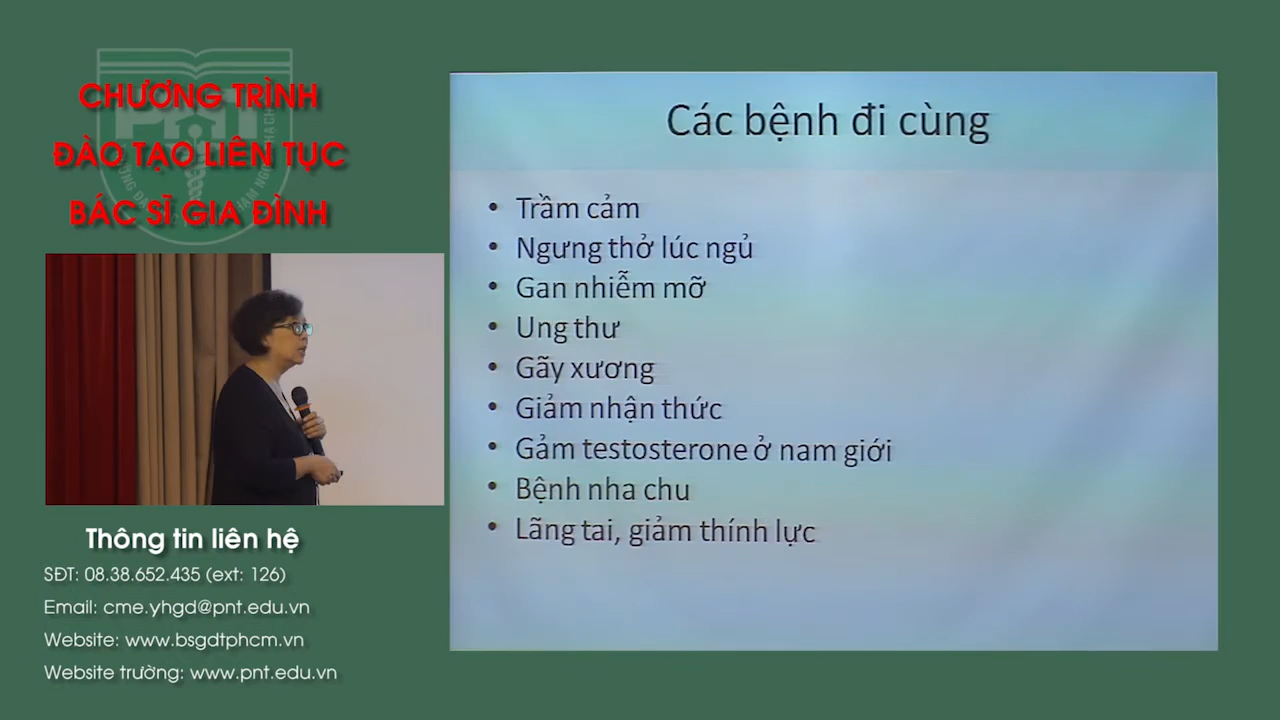 CHƯƠNG TRÌNH
ĐÀO TẠO LIÊN TỤC
BÁC SĨ GIA ĐÌNH
Thông tin liên hệ
SĐT: 08.38.652.435 (ext: 126)
Email: cme.yhgd@pnt.edu.vn
Website: www.bsgdtphcm.vn
Website trường: www.pnt.edu.vn
Các bệnh đi cùng
• Trầm cảm
• Ngưng thở lúc ngủ
• Gan nhiễm mỡ
• Ung thư
• Gãy xương
• Giảm nhận thức
• Gảm testosterone ở nam giới
• Bệnh nha chu
• Lãng tai, giảm thính lực